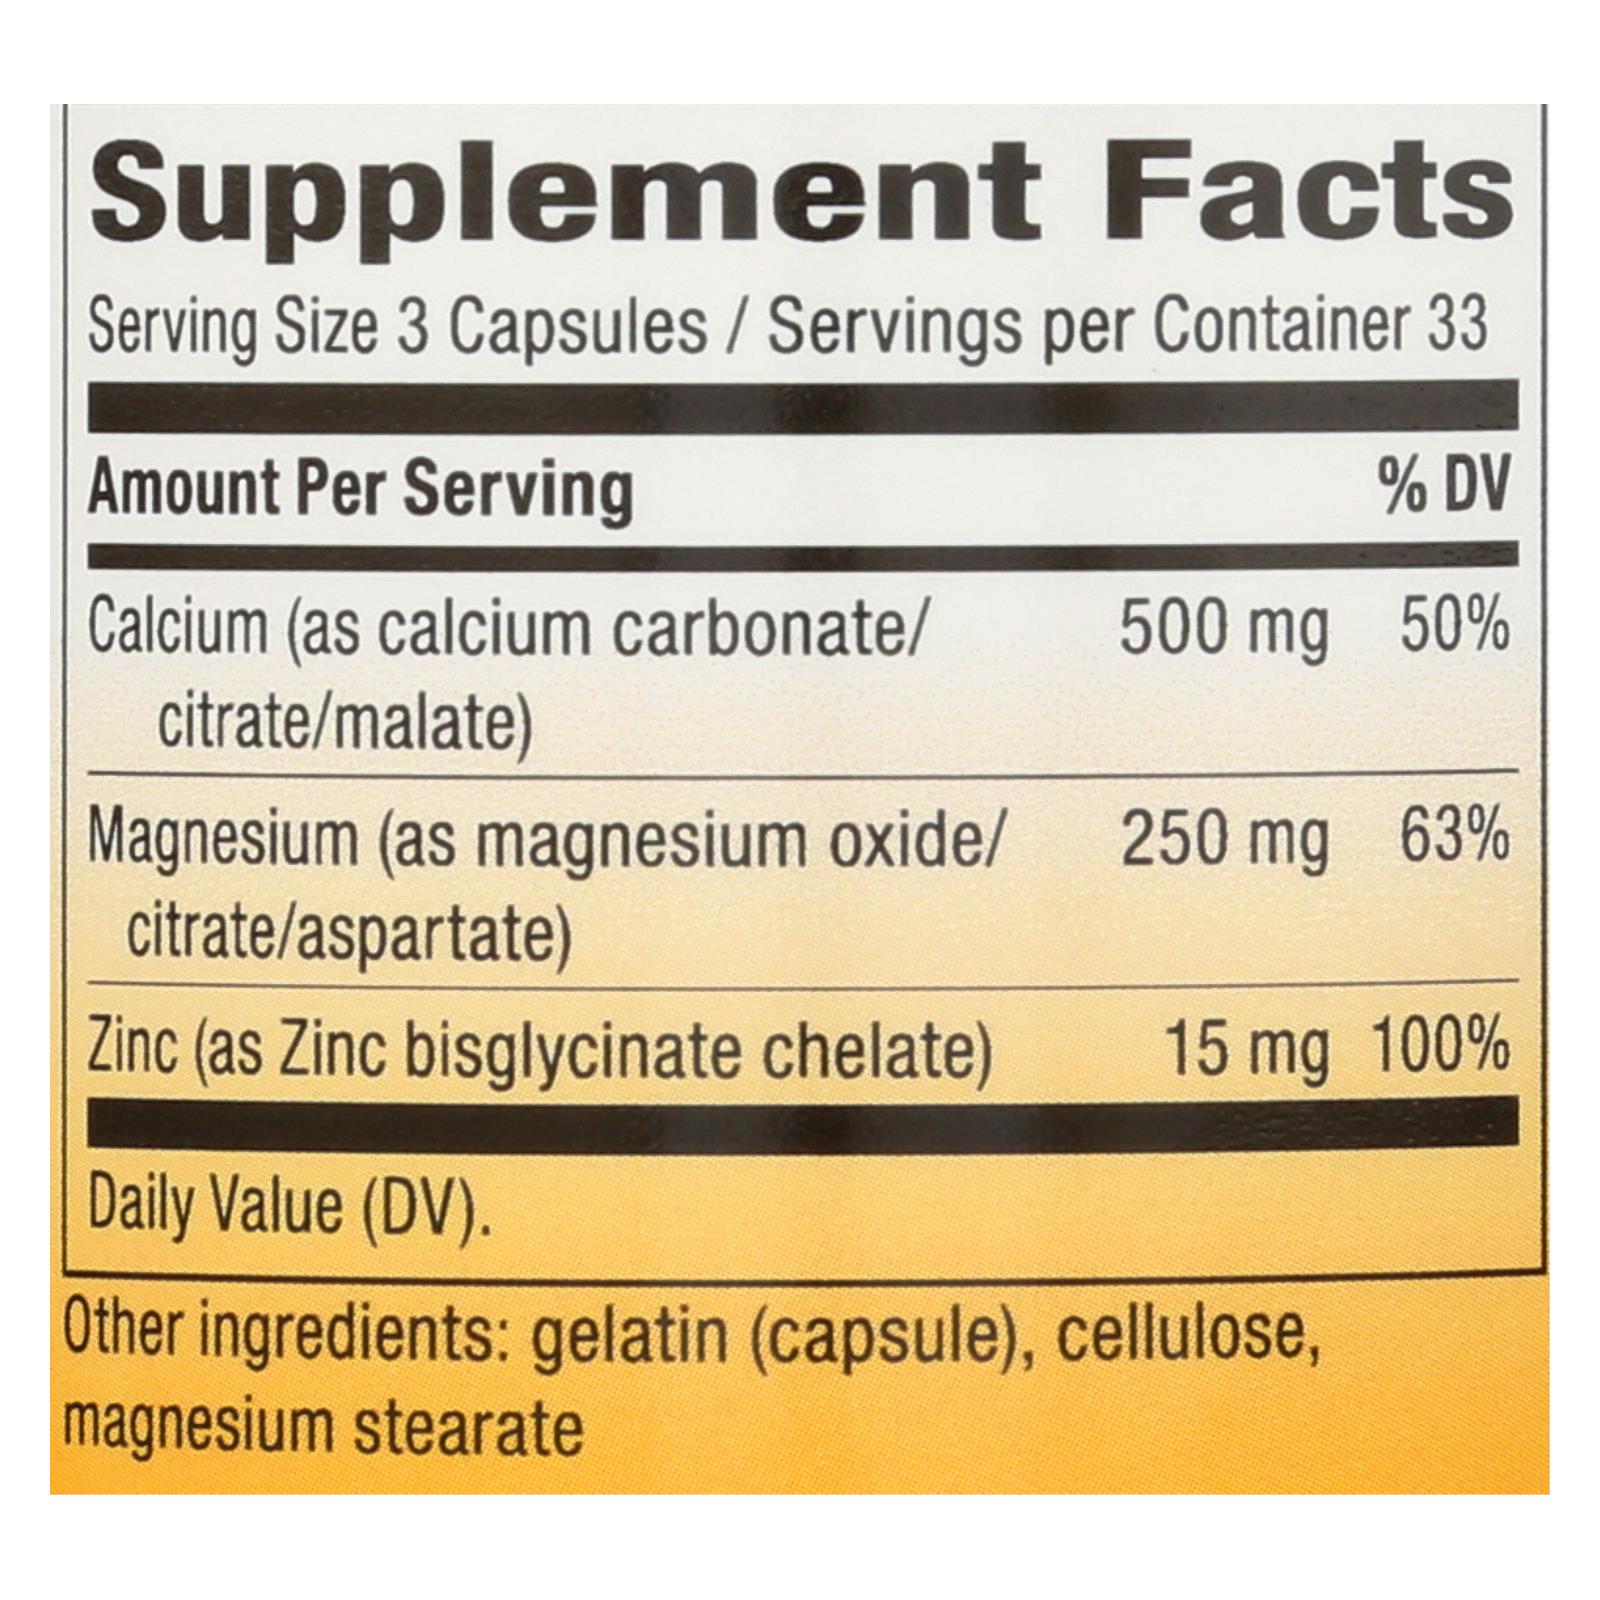 Supplement Facts
Serving Size 3 Capsules / Servings per Container 33
Amount Per Serving % DV
Calcium (as calcium carbonate/ 500 mg 50%
citrate/malate)
Magnesium (as magnesium oxide/ 250 mg 63%
citrate/aspartate)
Zinc (as Zinc bisglycinate chelate) 15 mg 100%
Daily Value (DV).
Other ingredients: gelatin (capsule), cellulose,
magnesium stearate